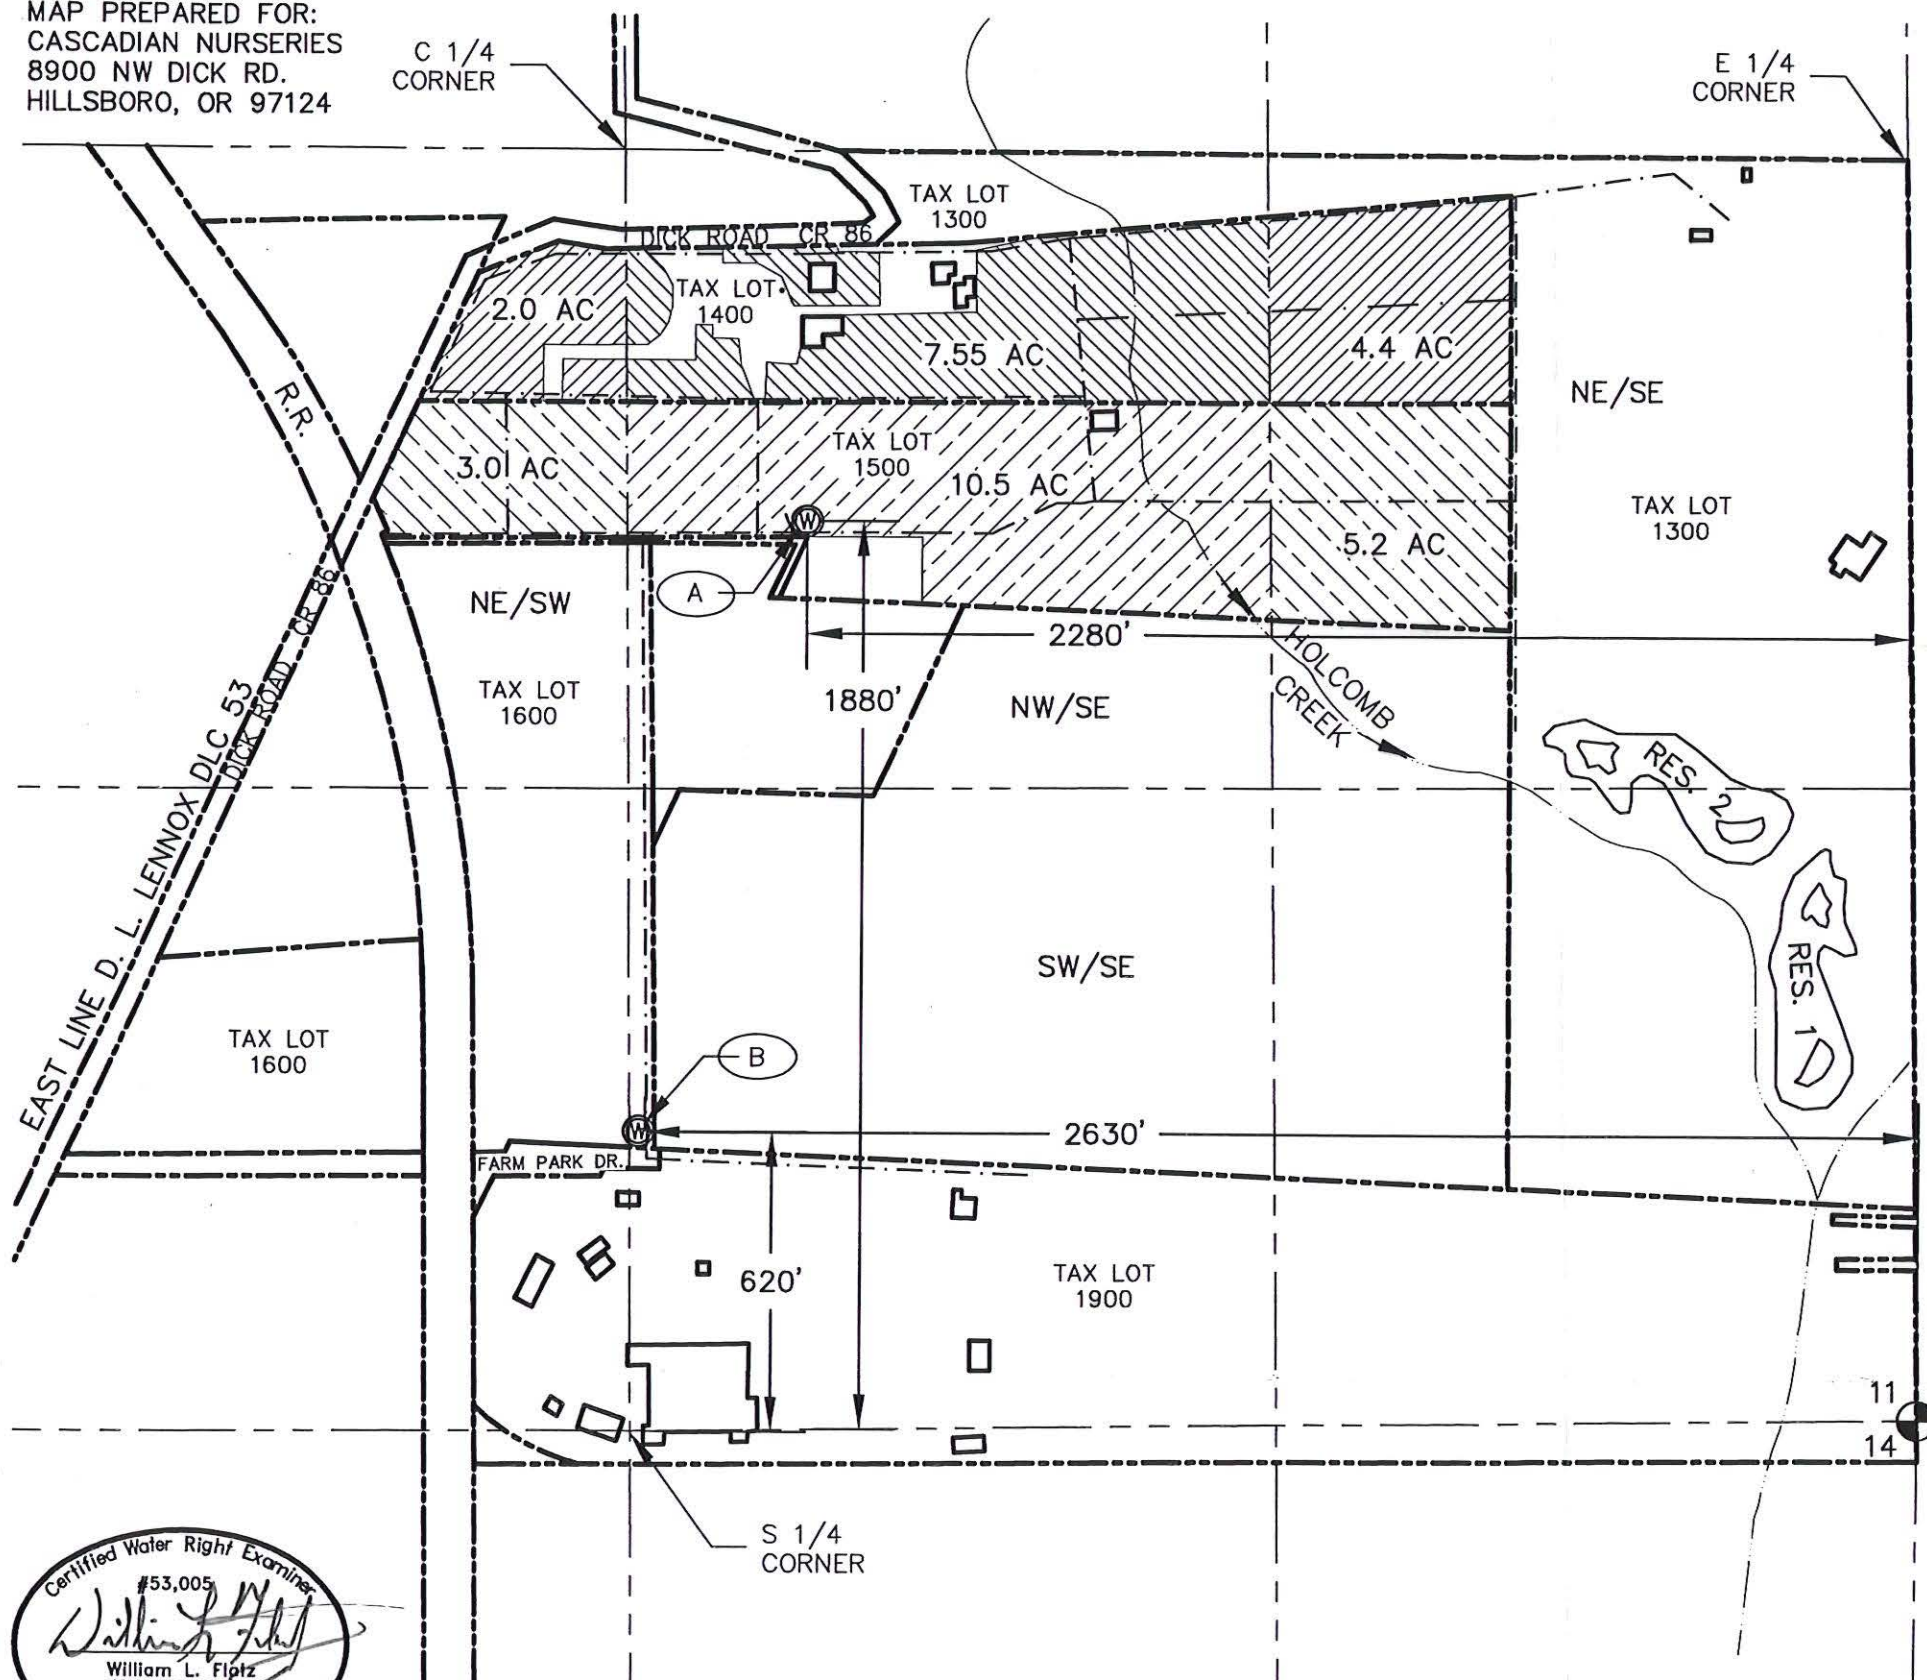 MAP PREPARED FOR:
CASCADIAN NURSERIES
8900 NW DICK RD.
HILLSBORO, OR 97124
C 1/4
CORNER
E 1/4
CORNER
TAX LOT
1300
DICK ROAD CR 86
2.0 AC
TAX LOT
1400
7.55 AC
4.4 AC
NE/SE
R.R.
3.0 AC
TAX LOT
1500
10.5 AC
5.2 AC
TAX LOT
1300
W
A
NE/SW
2280'
HOLCOMB
CREEK
TAX LOT
1600
1880'
NW/SE
EAST LINE D. L. LENNOX DLC 53
DICK ROAD CR 86
RES. 2
RES. 1
SW/SE
TAX LOT
1600
B
W
2630'
FARM PARK DR.
620'
TAX LOT
1900
11
14
S 1/4
CORNER
Certified Water Right Examiner
#53,005
William L. Flatz